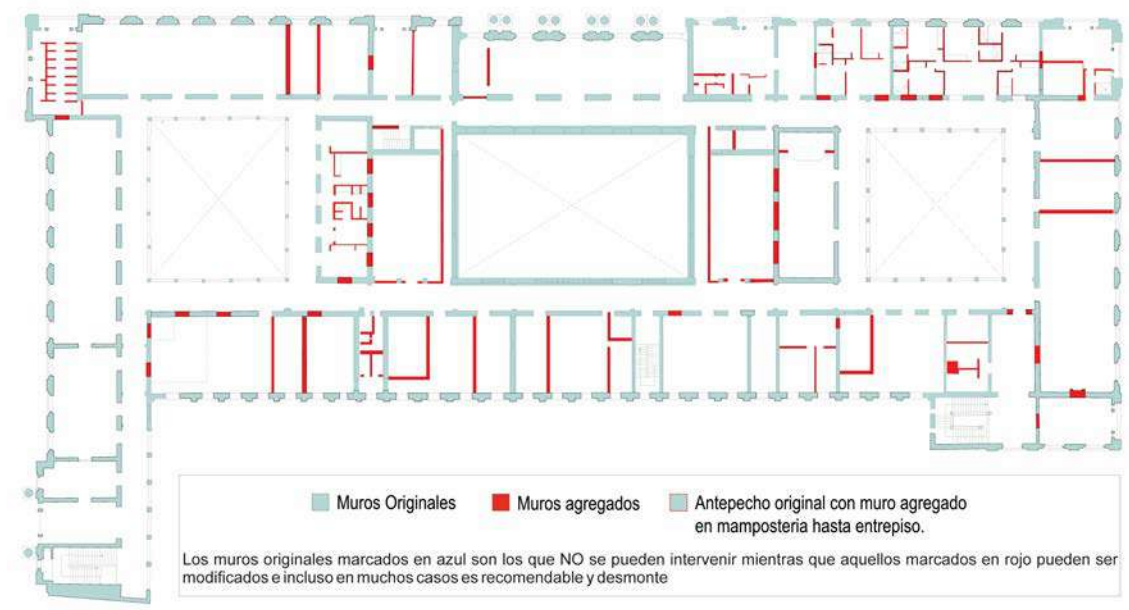 Muros Originales
Muros agregados
Antepecho original con muro agregado
en mamposteria hasta entrepiso.
Los muros originales marcados en azul son los que NO se pueden intervenir mientras que aquellos marcados en rojo pueden ser
modificados e incluso en muchos casos es recomendable y desmonte